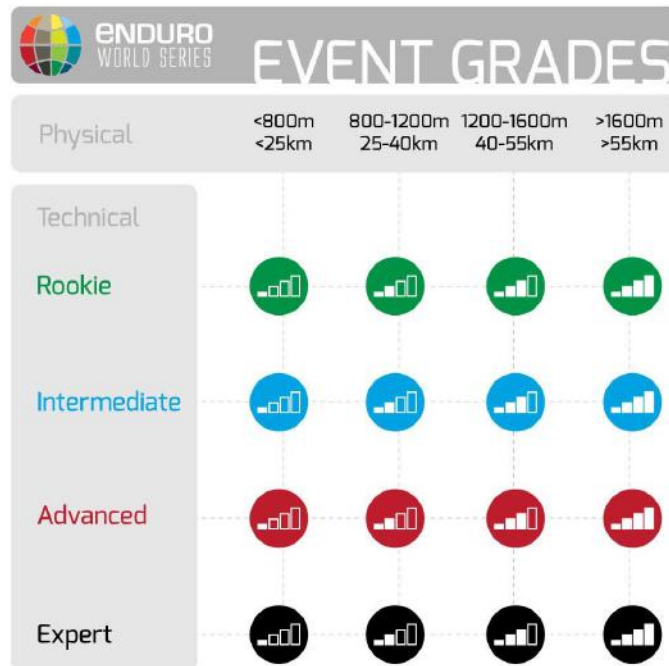 ENDURO
WORLD SERIES
EVENT GRADES
Physical
<800m 800-1200m 1200-1600m >1600m
<25km 25-40km 40-55km >55km
Technical
Rookie
Intermediate
Advanced
Expert